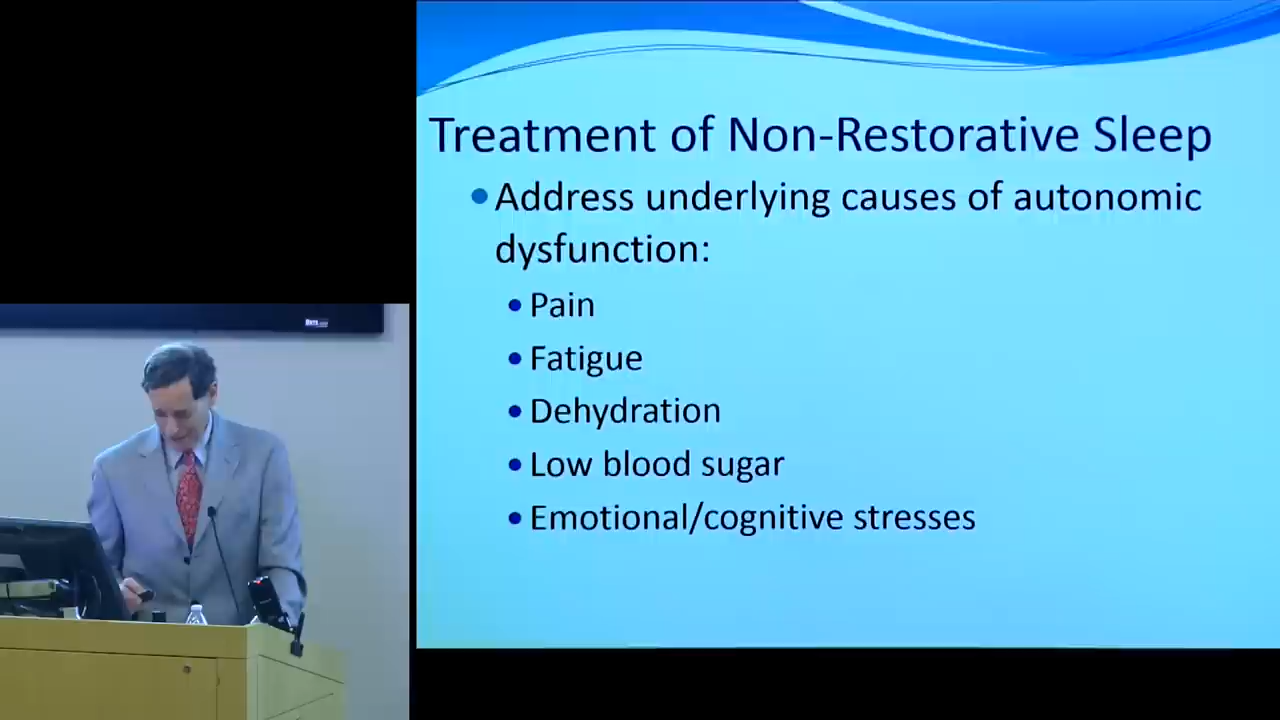 Treatment of Non-Restorative Sleep
Address underlying causes of autonomic
dysfunction:
Pain
Fatigue
Dehydration
Low blood sugar
Emotional/cognitive stresses